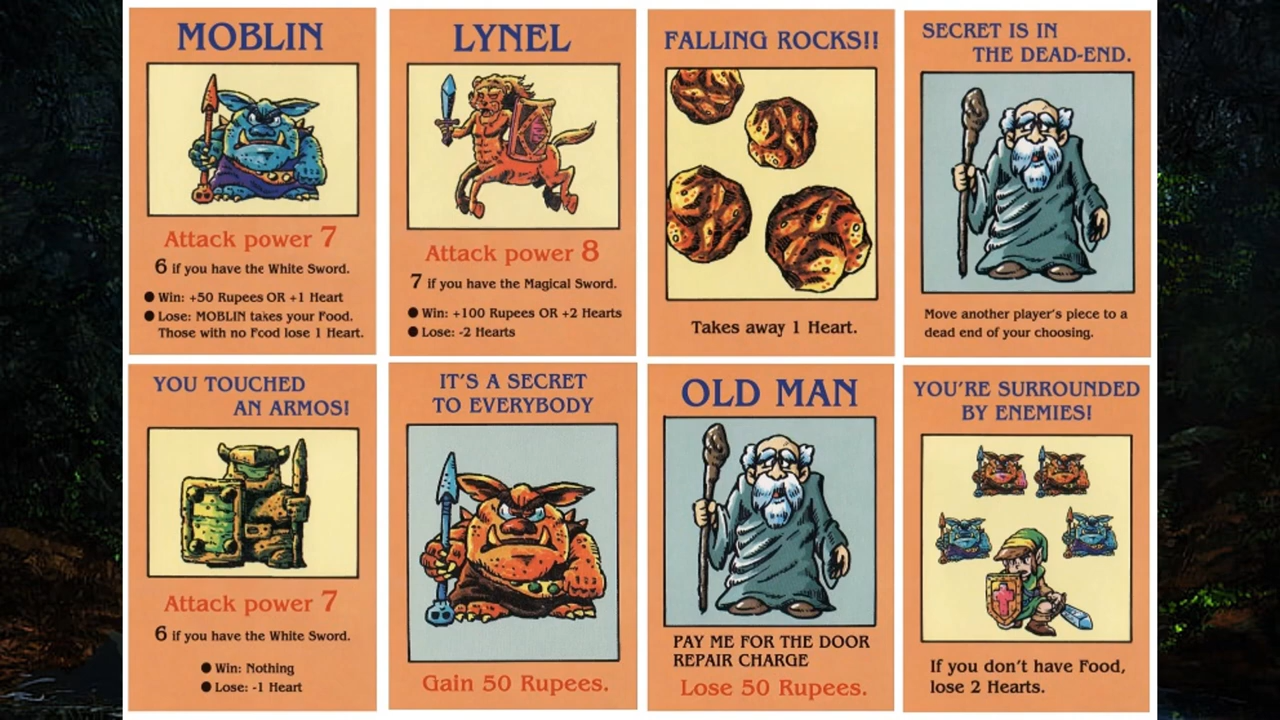 MOBLIN
Attack power 7
6 if you have the White Sword.
● Win: +50 Rupees OR +1 Heart
● Lose: MOBLIN takes your Food.
Those with no Food lose 1 Heart.
LYNEL
Attack power 8
7 if you have the Magical Sword.
● Win: +100 Rupees OR +2 Hearts
● Lose: -2 Hearts
FALLING ROCKS!!
Takes away 1 Heart.
SECRET IS IN
THE DEAD-END.
Move another player's piece to a
dead end of your choosing.
YOU TOUCHED
AN ARMOS!
Attack power 7
6 if you have the White Sword.
● Win: Nothing
● Lose: -1 Heart
IT'S A SECRET
TO EVERYBODY
Gain 50 Rupees.
OLD MAN
PAY ME FOR THE DOOR
REPAIR CHARGE
Lose 50 Rupees.
YOU'RE SURROUNDED
BY ENEMIES!
If you don't have Food,
lose 2 Hearts.